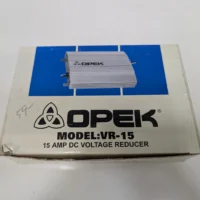 OPEK
OPEK
MODEL:VR-15
15 AMP DC VOLTAGE REDUCER